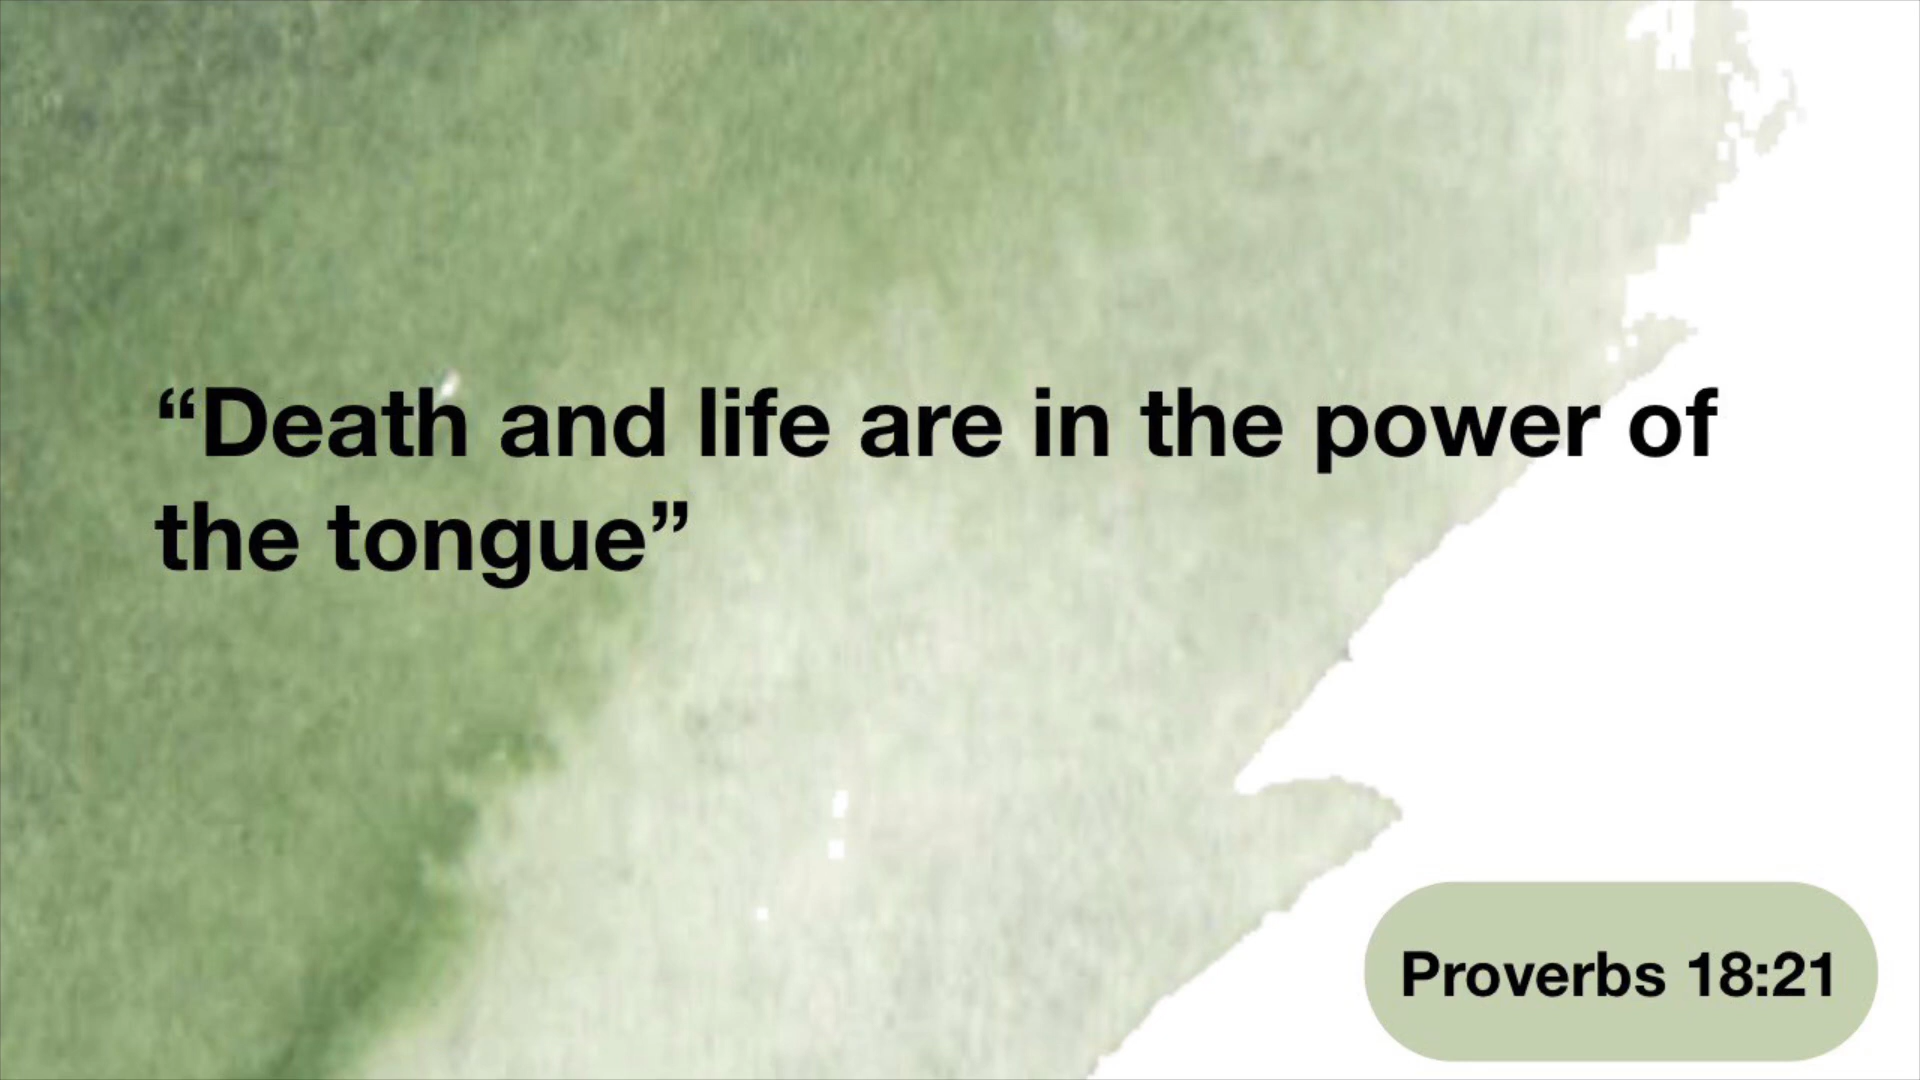 “Death and life are in the power of
the tongue”
Proverbs 18:21